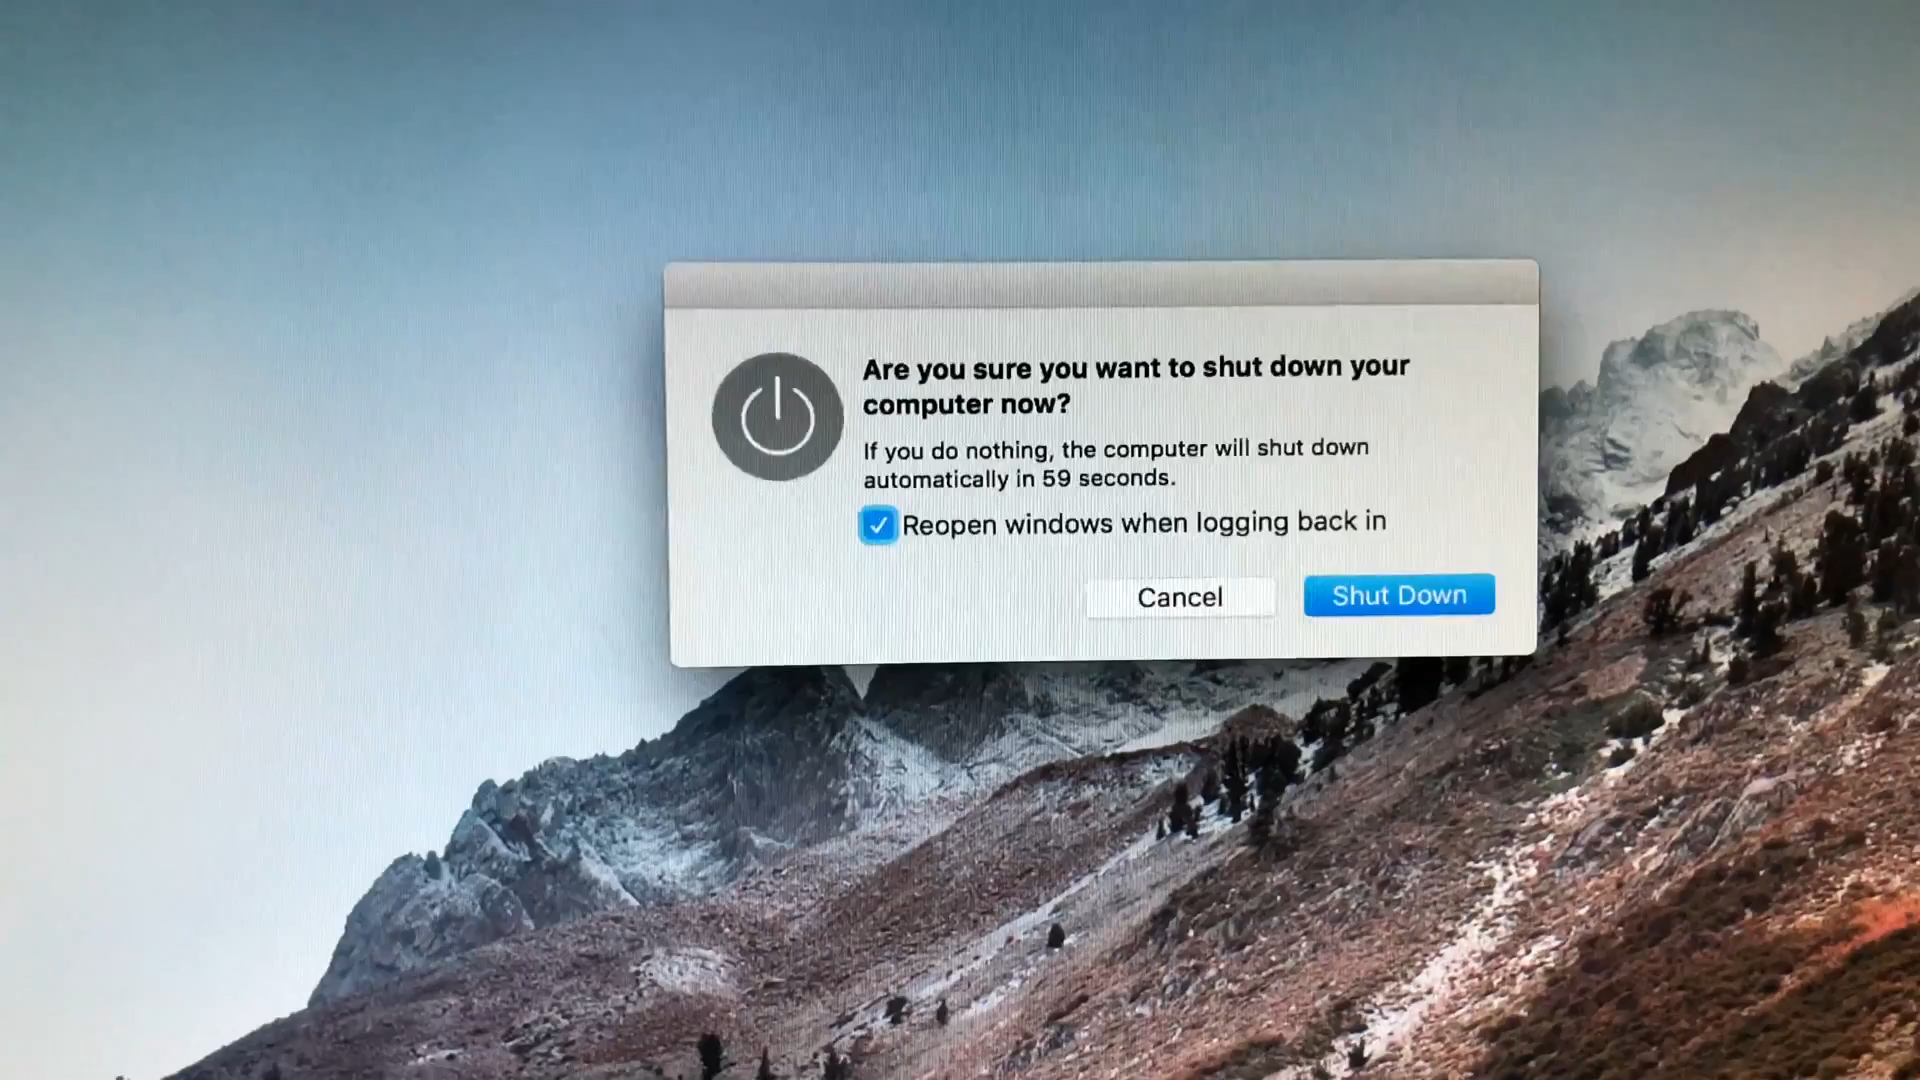 Are you sure you want to shut down your
computer now?
If you do nothing, the computer will shut down
automatically in 59 seconds.
Reopen windows when logging back in
Cancel
Shut Down